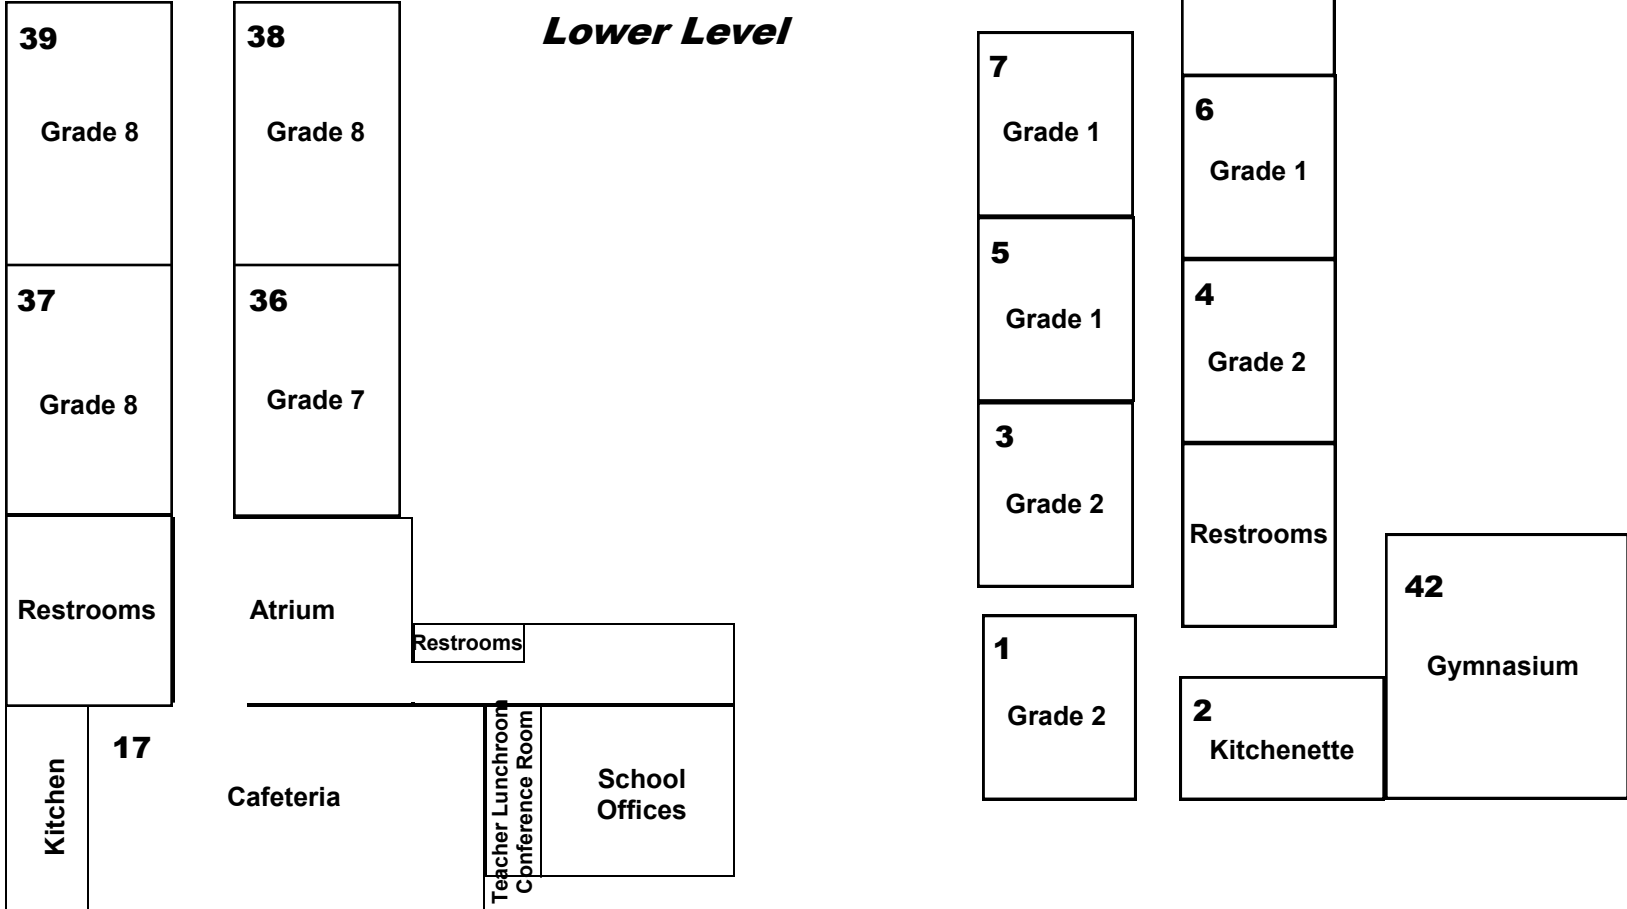 Lower Level
39
Grade 8
38
Grade 8
37
Grade 8
36
Grade 7
Restrooms
Atrium
Restrooms
Kitchen
17
Cafeteria
Teacher Lunchroom
Conference Room
School
Offices
7
Grade 1
6
Grade 1
5
Grade 1
4
Grade 2
3
Grade 2
Restrooms
1
Grade 2
2
Kitchenette
42
Gymnasium